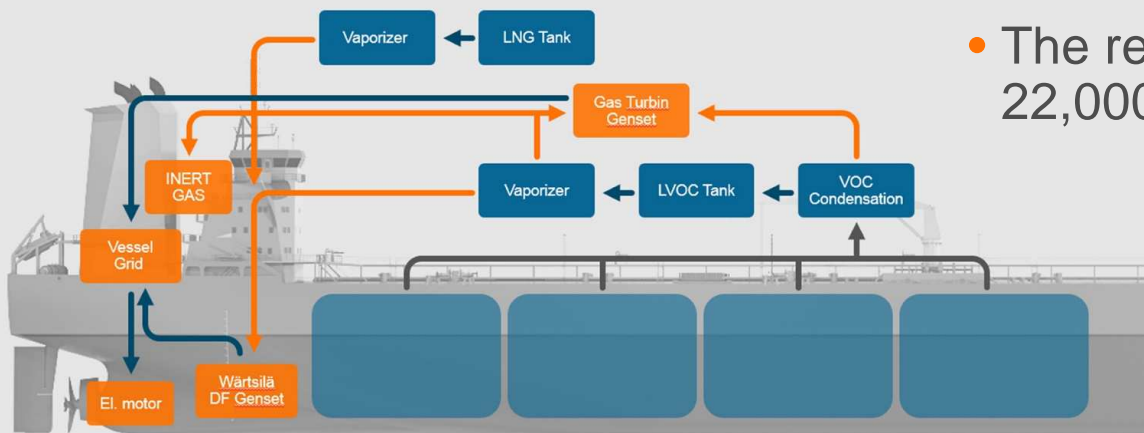 Vaporizer
LNG Tank
• The re
22,000
Gas Turbin
Genset
INERT
GAS
Vaporizer
LVOC Tank
VOC
Condensation
Vessel
Grid
El. motor
Wärtsilä
DF Genset